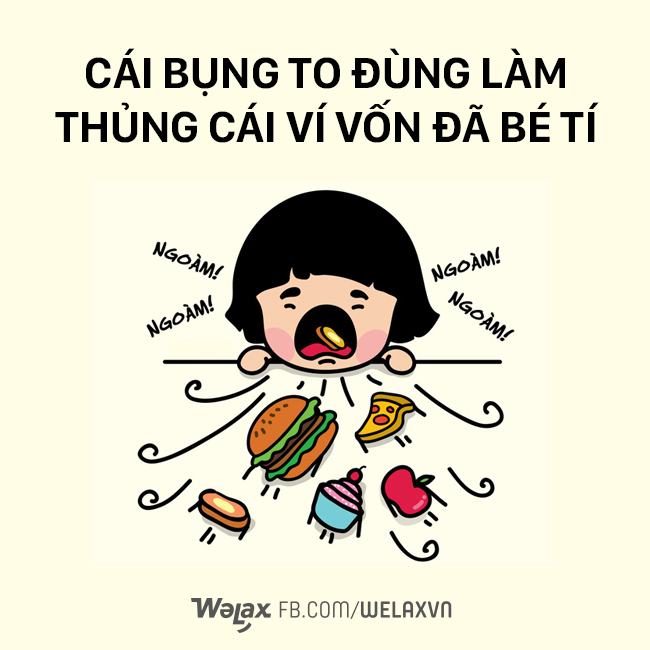 CÁI BỤNG TO ĐÙNG LÀM
THỦNG CÁI VÍ VỐN ĐÃ BÉ TÍ
NGOÀM!
NGOÀM!
NGOÀM!
NGOÀM!
Wəlax FB.COM/WELAXVN